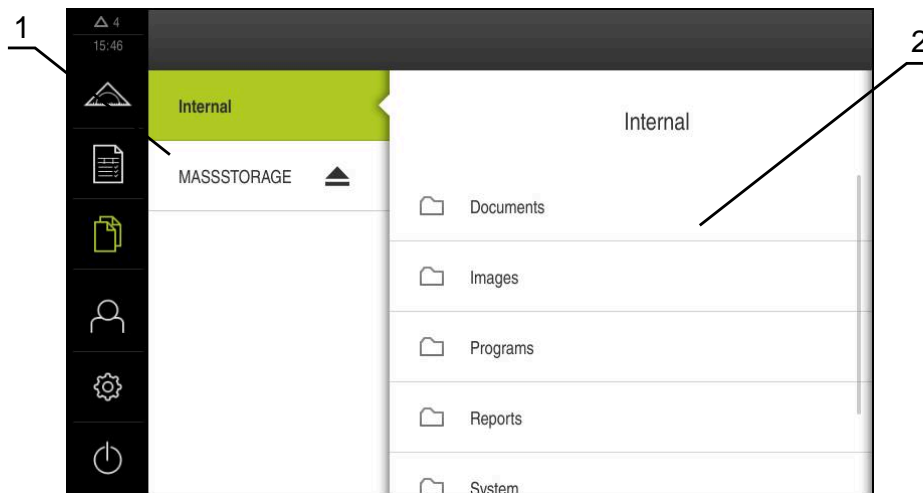 1
2
4
15:46
Internal
MASSSTORAGE
Internal
Documents
Images
Programs
Reports
System